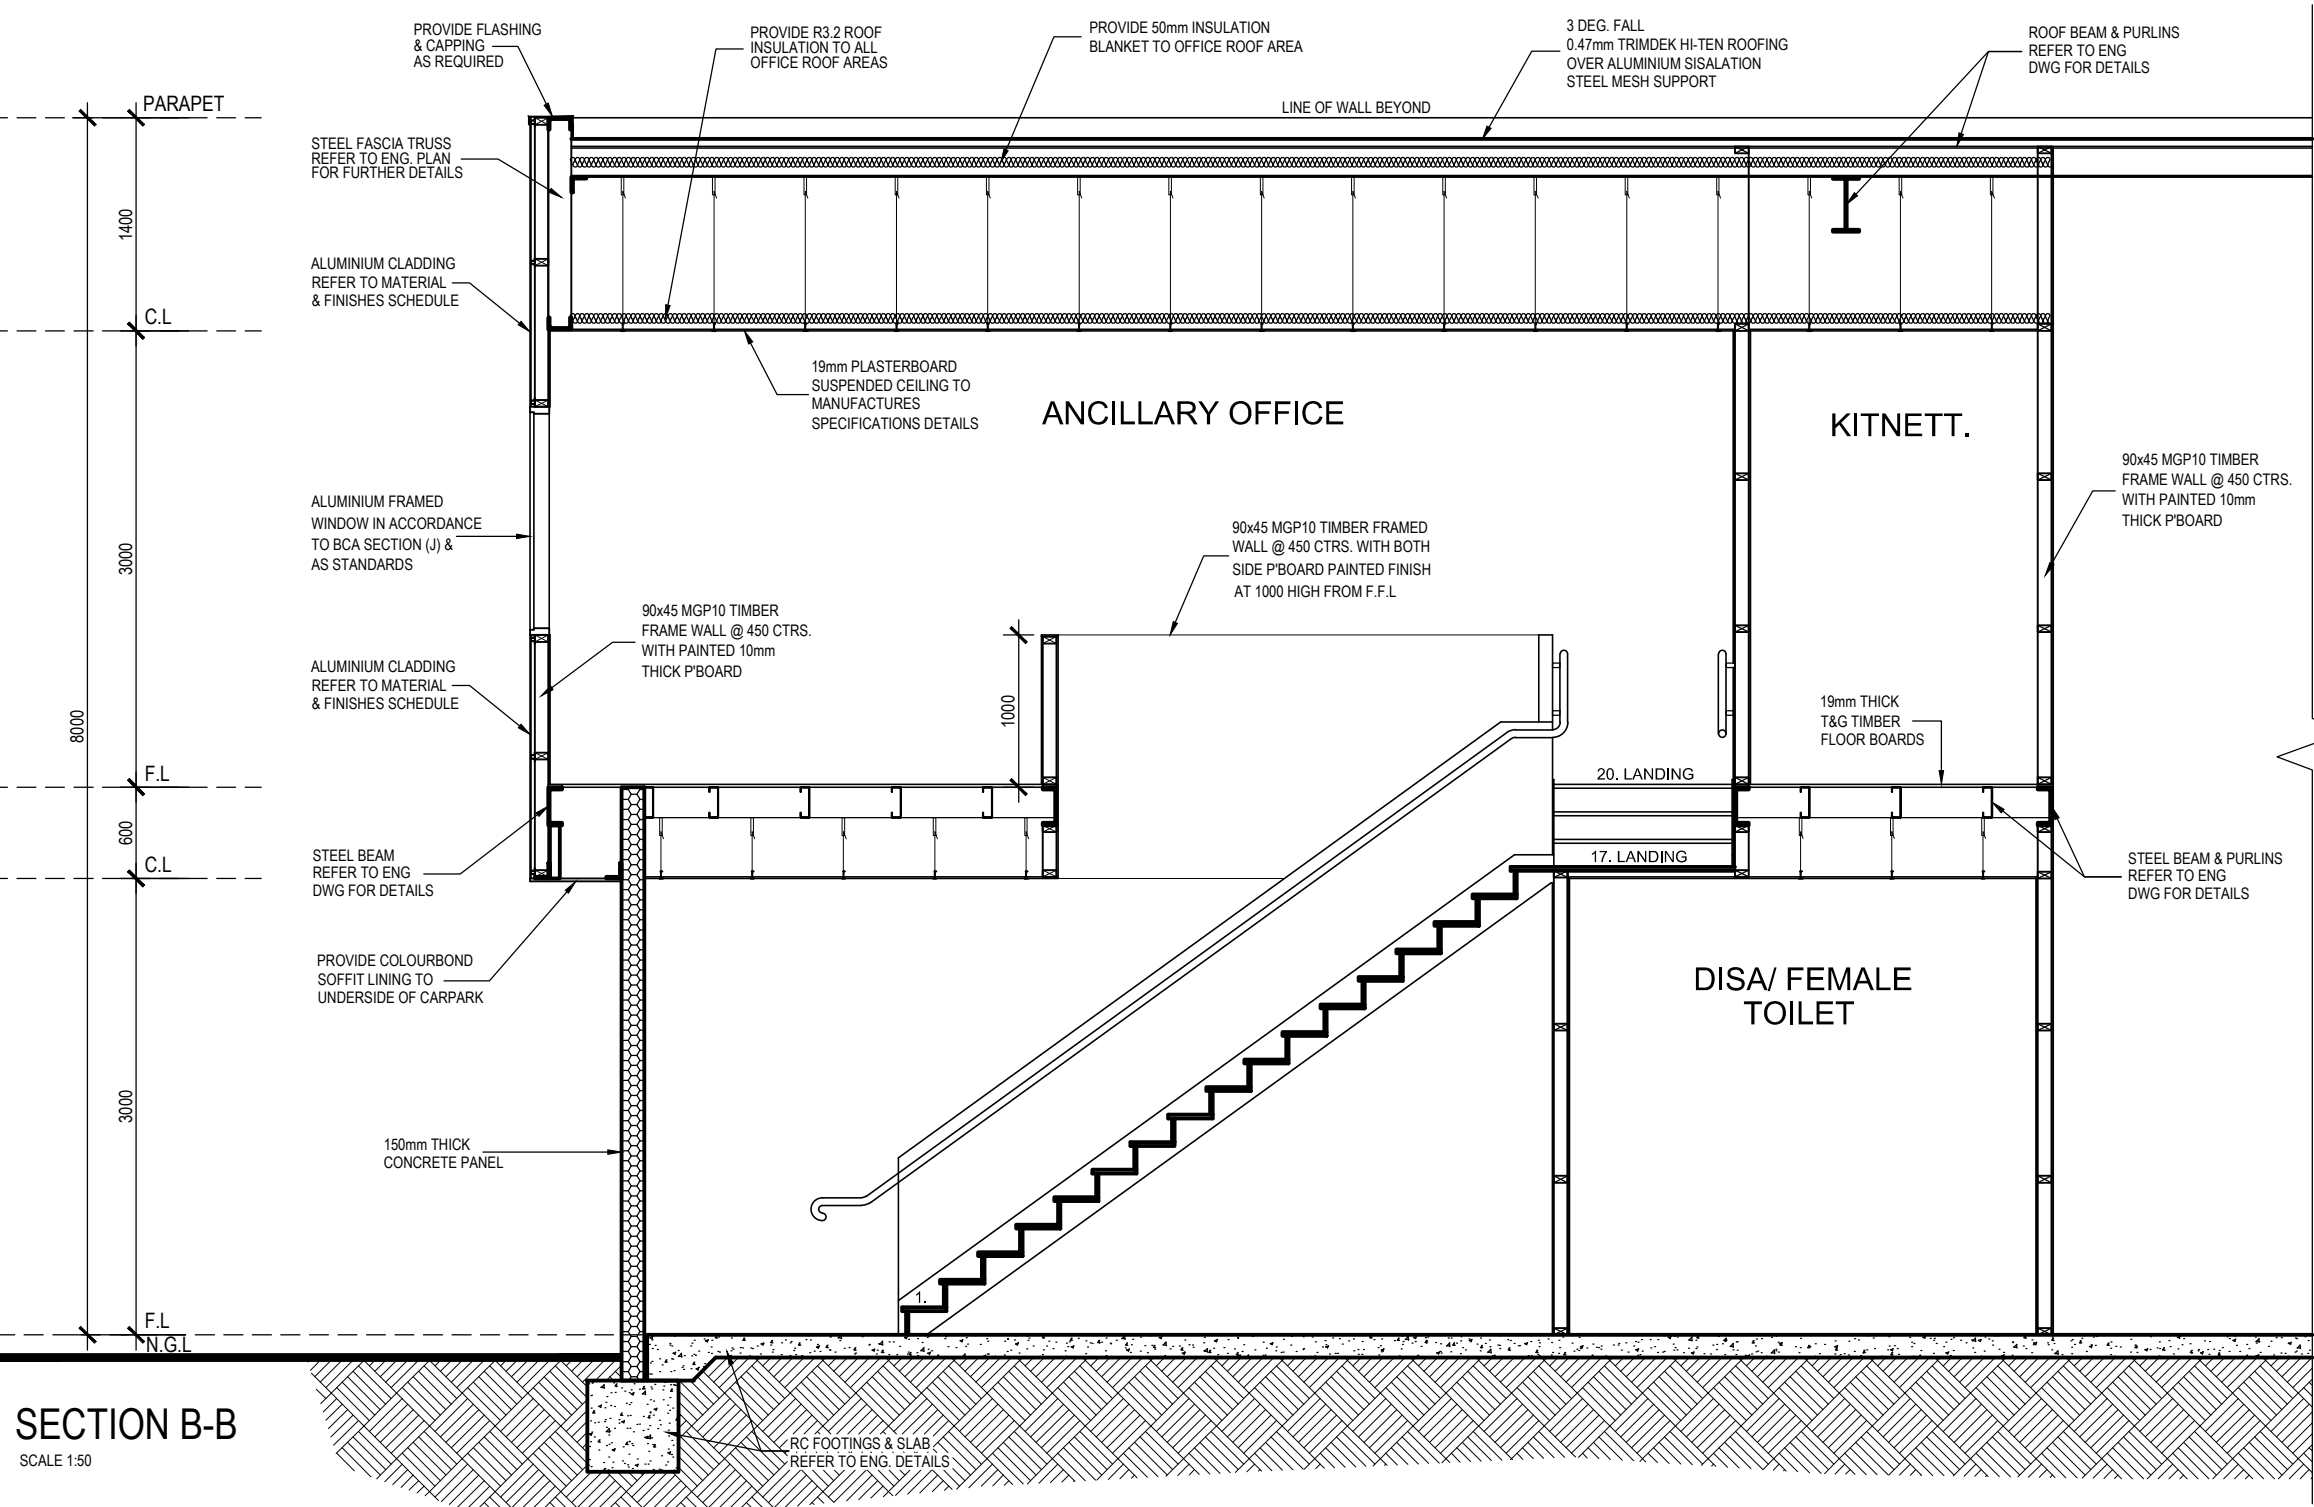 PROVIDE FLASHING
& CAPPING
AS REQUIRED
PROVIDE R3.2 ROOF
INSULATION TO ALL
OFFICE ROOF AREAS
PROVIDE 50mm INSULATION
BLANKET TO OFFICE ROOF AREA
3 DEG. FALL
0.47mm TRIMDEK HI-TEN ROOFING
OVER ALUMINIUM SISALATION
STEEL MESH SUPPORT
ROOF BEAM & PURLINS
REFER TO ENG
DWG FOR DETAILS
PARAPET
LINE OF WALL BEYOND
STEEL FASCIA TRUSS
REFER TO ENG. PLAN
FOR FURTHER DETAILS
1400
ALUMINIUM CLADDING
REFER TO MATERIAL
& FINISHES SCHEDULE
C.L
19mm PLASTERBOARD
SUSPENDED CEILING TO
MANUFACTURES
SPECIFICATIONS DETAILS
ANCILLARY OFFICE
KITNETT.
90x45 MGP10 TIMBER
FRAME WALL @ 450 CTRS.
WITH PAINTED 10mm
THICK P'BOARD
ALUMINIUM FRAMED
WINDOW IN ACCORDANCE
TO BCA SECTION (J) &
AS STANDARDS
3000
90x45 MGP10 TIMBER FRAMED
WALL @ 450 CTRS. WITH BOTH
SIDE P'BOARD PAINTED FINISH
AT 1000 HIGH FROM F.F.L
90x45 MGP10 TIMBER
FRAME WALL @ 450 CTRS.
WITH PAINTED 10mm
THICK P'BOARD
ALUMINIUM CLADDING
REFER TO MATERIAL
& FINISHES SCHEDULE
8000
1000
19mm THICK
T&G TIMBER
FLOOR BOARDS
F.L
20. LANDING
600
C.L
STEEL BEAM
REFER TO ENG
DWG FOR DETAILS
17. LANDING
STEEL BEAM & PURLINS
REFER TO ENG
DWG FOR DETAILS
PROVIDE COLOURBOND
SOFFIT LINING TO
UNDERSIDE OF CARPARK
DISA/ FEMALE
TOILET
3000
150mm THICK
CONCRETE PANEL
1.
F.L
N.G.L
SECTION B-B
SCALE 1:50
RC FOOTINGS & SLAB
REFER TO ENG. DETAILS